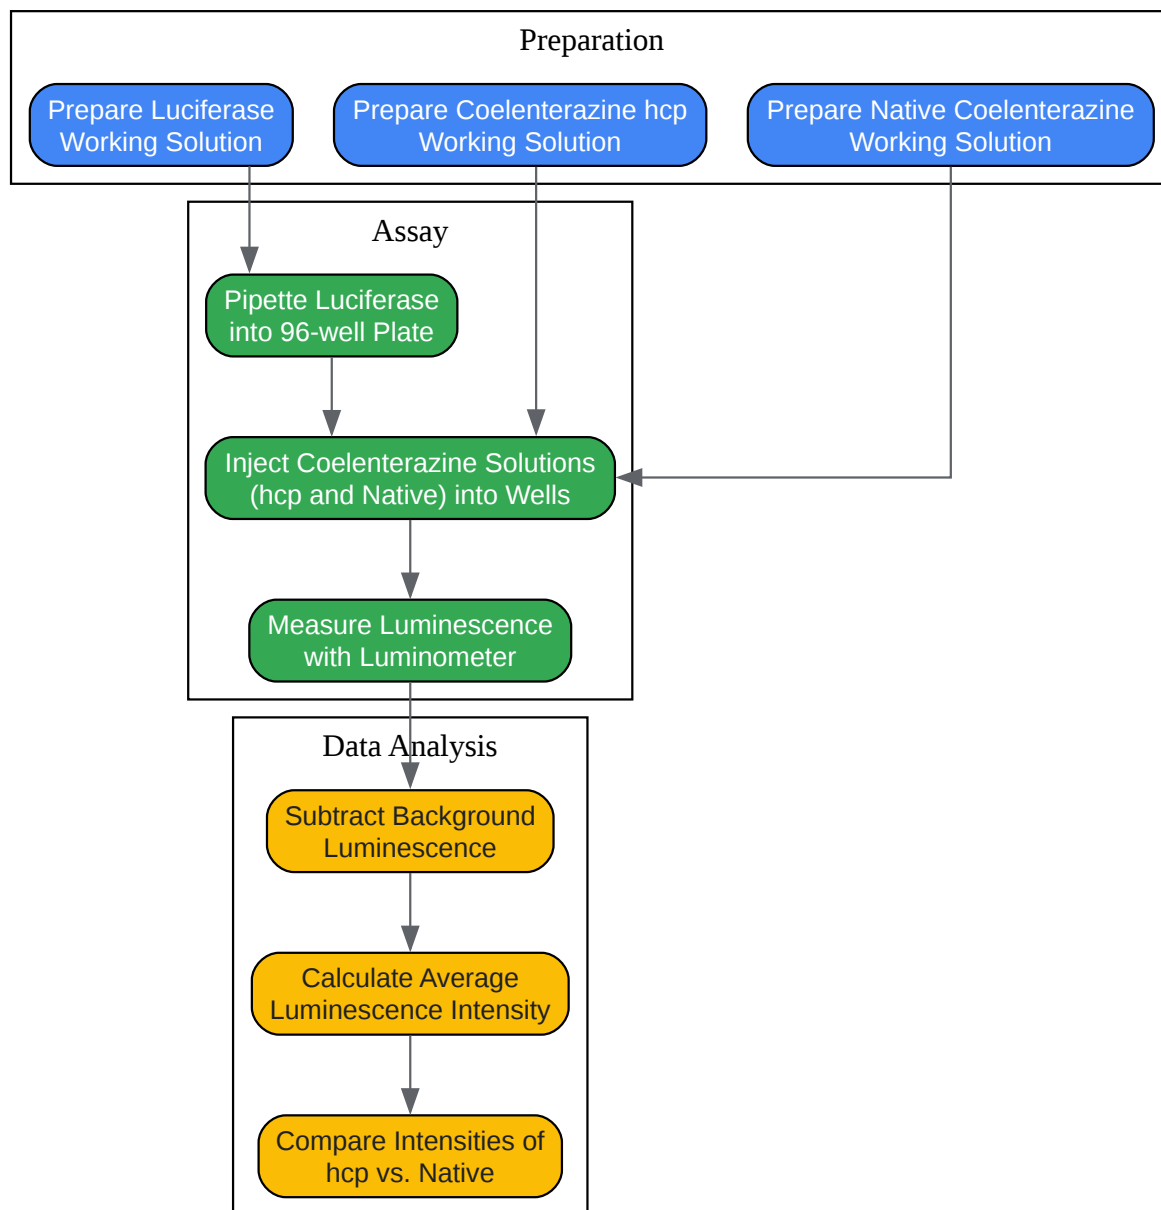 Preparation
Prepare Luciferase
Working Solution
Prepare Coelenterazine hcp
Working Solution
Prepare Native Coelenterazine
Working Solution
Assay
Pipette Luciferase
into 96-well Plate
Inject Coelenterazine Solutions
(hcp and Native) into Wells
Measure Luminescence
with Luminometer
Data Analysis
Subtract Background
Luminescence
Calculate Average
Luminescence Intensity
Compare Intensities of
hcp vs. Native